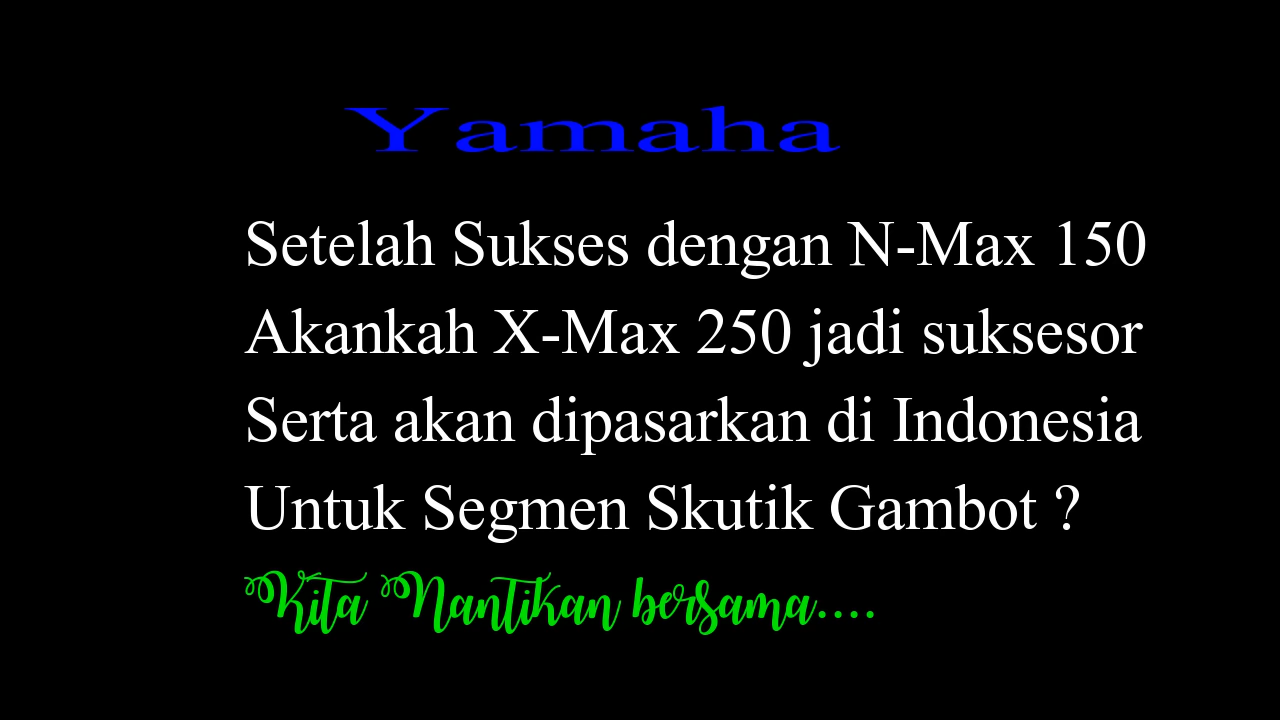 Yamaha
Setelah Sukses dengan N-Max 150
Akankah X-Max 250 jadi suksesor
Serta akan dipasarkan di Indonesia
Untuk Segmen Skutik Gambot ?
Kita Nantikan bersama....